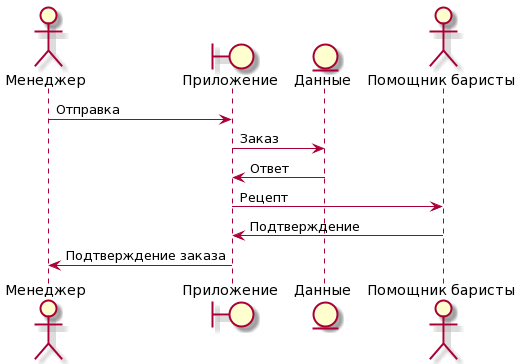 Менеджер Приложение Данные Помощник баристы
Отправка
Заказ
Ответ
Рецепт
Подтверждение
Подтверждение заказа
Менеджер Приложение Данные Помощник баристы